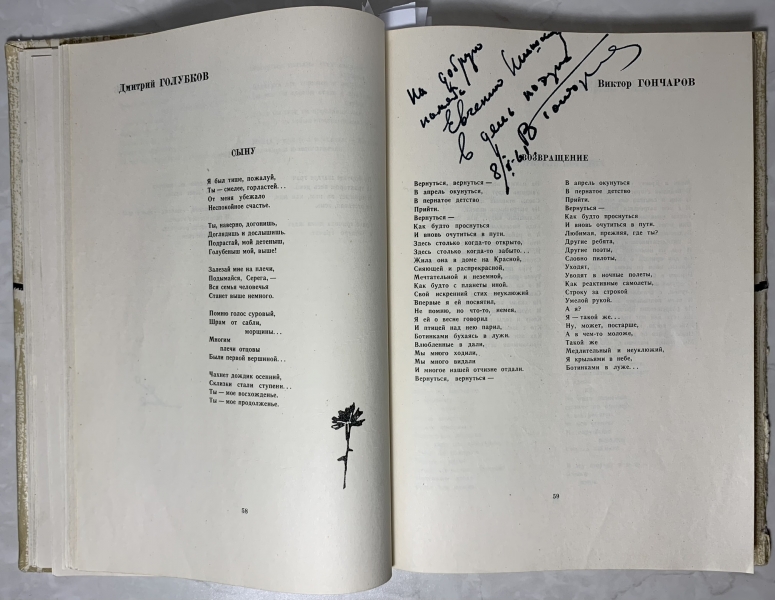 Дмитрий ГОЛУБКОВ
СЫНУ
Я был тише, пожалуй,
Ты — смелее, горластей...
От меня убежало
Неспокойное счастье.
Ты, наверно, догонишь,
Доглядишь и дослышишь.
Подрастай, мой детеныш,
Голубеныш мой, выше!
Залезай мне на плечи,
Подымайся, Серега, —
Вся семья человечья
Станет выше немного.
Помню голос суровый,
Шрам от сабли,
морщины...
Многим
плечи отцовы
Были первой вершиной...
Чахнет дождик осенний,
Склизки стали ступени...
Ты — мое восхожденье.
Ты — мое продолженье.
58
На добрую
память
Евгению
в день поэзии
Виктор ГОНЧАРОВ
ВОЗВРАЩЕНИЕ
Вернуться, вернуться —
В апрель окунуться,
В пернатое детство
Прийти.
Вернуться —
Как будто проснуться
И вновь очутиться в пути.
Здесь столько когда-то открыто,
Здесь столько когда-то забыто...
Жила она в доме на Красной,
Сияющей и распрекрасной,
Мечтательной и неземной,
Как будто с планеты иной.
Свой искренний стих неуклюжий
Впервые я ей посвятил,
Не помню, по что-то, немея,
Я ей о весне говорил
И птицей над нею парил,
Ботинками бухаясь в лужи.
Влюбленные в дали,
Мы много ходили,
Мы много видали
И многое нашей отчизне отдали.
Вернуться, вернуться —
В апрель окунуться
В пернатое детство
Прийти.
Вернуться —
Как будто проснуться
И вновь очутиться в пути.
Любимая, прежняя, где ты?
Другие ребята,
Другие поэты,
Словно пилоты,
Уходят,
Уводят в ночные полеты,
Как реактивные самолеты,
Строку за строкой
Умелой рукой.
А я?
Я — такой же...
Ну, может, постарше,
А в чем-то моложе,
Такой же
Медлительный и неуклюжий,
Я крыльями в небе,
Ботинками в луже...
59